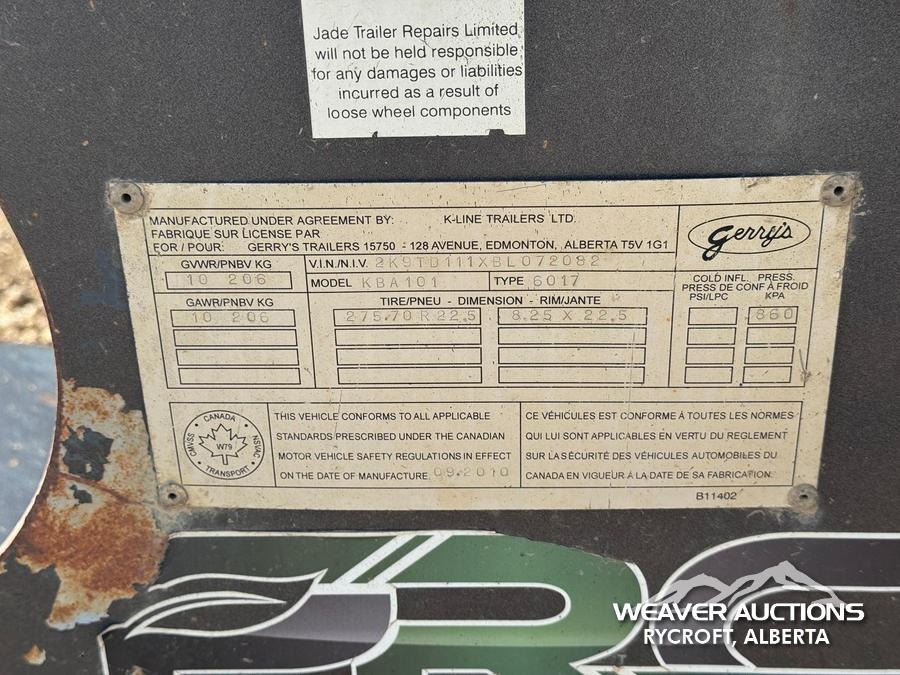 Jade Trailer Repairs Limited
will not be held responsible
for any damages or liabilities
incurred as a result of
loose wheel components
MANUFACTURED UNDER AGREEMENT BY: K-LINE TRAILERS LTD.
FABRIQUE SUR LICENSE PAR
FOR / POUR: GERRY'S TRAILERS 15750 - 128 AVENUE, EDMONTON, ALBERTA T5V 1G1
Gerry's
GVWR/PNBV KG
10 206
V.I.N./N.I.V. 2K9TD111XBL072082
MODEL KBA101 TYPE 6017
GAWR/PNBV KG
10 206
TIRE/PNEU - DIMENSION - RIM/JANTE
275.70 R 22.5 8.25 X 22.5
COLD INFL. PRESS.
PRESS DE CONF À FROID
PSI/LPC KPA
860
CANADA
CMVSS
NSVAC
W79
TRANSPORT
THIS VEHICLE CONFORMS TO ALL APPLICABLE
STANDARDS PRESCRIBED UNDER THE CANADIAN
MOTOR VEHICLE SAFETY REGULATIONS IN EFFECT
ON THE DATE OF MANUFACTURE. 09.2010
CE VÉHICULES EST CONFORME À TOUTES LES NORMES
QUI LUI SONT APPLICABLES EN VERTU DU REGLEMENT
SUR LA SÉCURITÉ DES VÉHICULES AUTOMOBILES DU
CANADA EN VIGUEUR À LA DATE DE SA FABRICATION.
B11402
WEAVER AUCTIONS
RYCROFT, ALBERTA